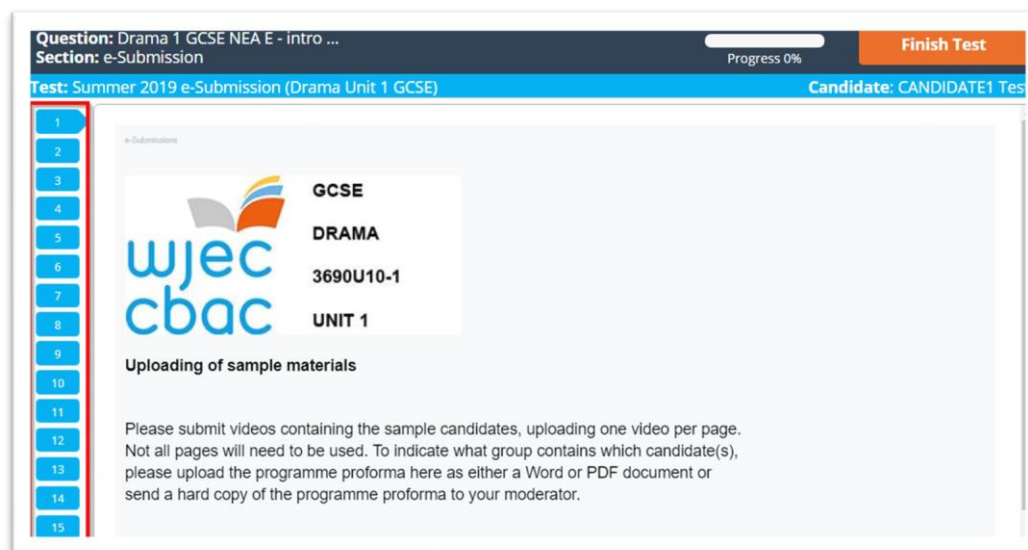 Question: Drama 1 GCSE NEA E - intro ...
Section: e-Submission
Progress 0%
Finish Test
Test: Summer 2019 e-Submission (Drama Unit 1 GCSE)
Candidate: CANDIDATE1 Tes
1
2
3
4
5
6
7
8
9
10
11
12
13
14
15
e-Submissions
wjec
cbac
GCSE
DRAMA
3690U10-1
UNIT 1
Uploading of sample materials
Please submit videos containing the sample candidates, uploading one video per page.
Not all pages will need to be used. To indicate what group contains which candidate(s),
please upload the programme proforma here as either a Word or PDF document or
send a hard copy of the programme proforma to your moderator.